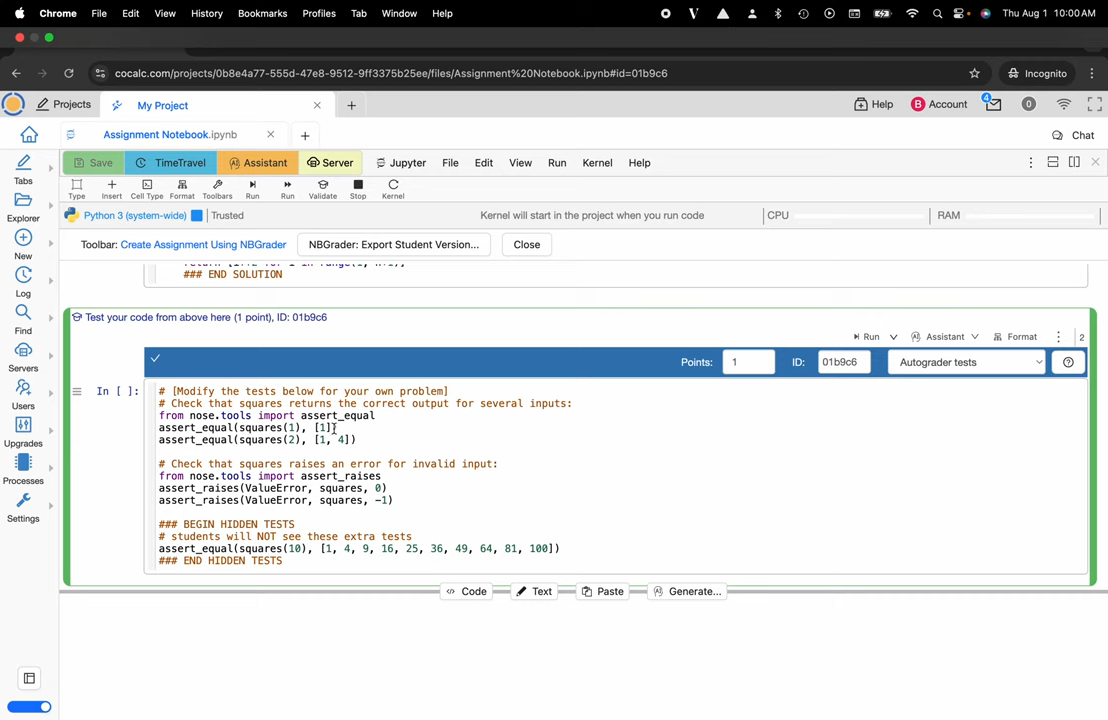 Chrome File Edit View History Bookmarks Profiles Tab Window Help V Thu Aug 1 10:00 AM
cocalc.com/projects/0b8e4a77-555d-47e8-9512-9ff3375b25ee/files/Assignment%20Notebook.ipynb#id=01b9c6 Incognito
Projects My Project Help B Account 4 0
Assignment Notebook.ipynb Chat
Save TimeTravel Assistant Server Jupyter File Edit View Run Kernel Help
Type Insert Cell Type Format Toolbars Run Run Validate Stop Kernel
Python 3 (system-wide) Trusted Kernel will start in the project when you run code CPU RAM
Toolbar: Create Assignment Using NBGrader NBGrader: Export Student Version... Close
Tabs
Explorer
New
Log
Find
Servers
Users
Upgrades
Processes
Settings
### END SOLUTION
Test your code from above here (1 point), ID: 01b9c6
Run Assistant Format 2
Points: 1 ID: 01b9c6 Autograder tests
In [ ]: # [Modify the tests below for your own problem]
# Check that squares returns the correct output for several inputs:
from nose.tools import assert_equal
assert_equal(squares(1), [1])
assert_equal(squares(2), [1, 4])
# Check that squares raises an error for invalid input:
from nose.tools import assert_raises
assert_raises(ValueError, squares, 0)
assert_raises(ValueError, squares, -1)
### BEGIN HIDDEN TESTS
# students will NOT see these extra tests
assert_equal(squares(10), [1, 4, 9, 16, 25, 36, 49, 64, 81, 100])
### END HIDDEN TESTS
Code Text Paste Generate...